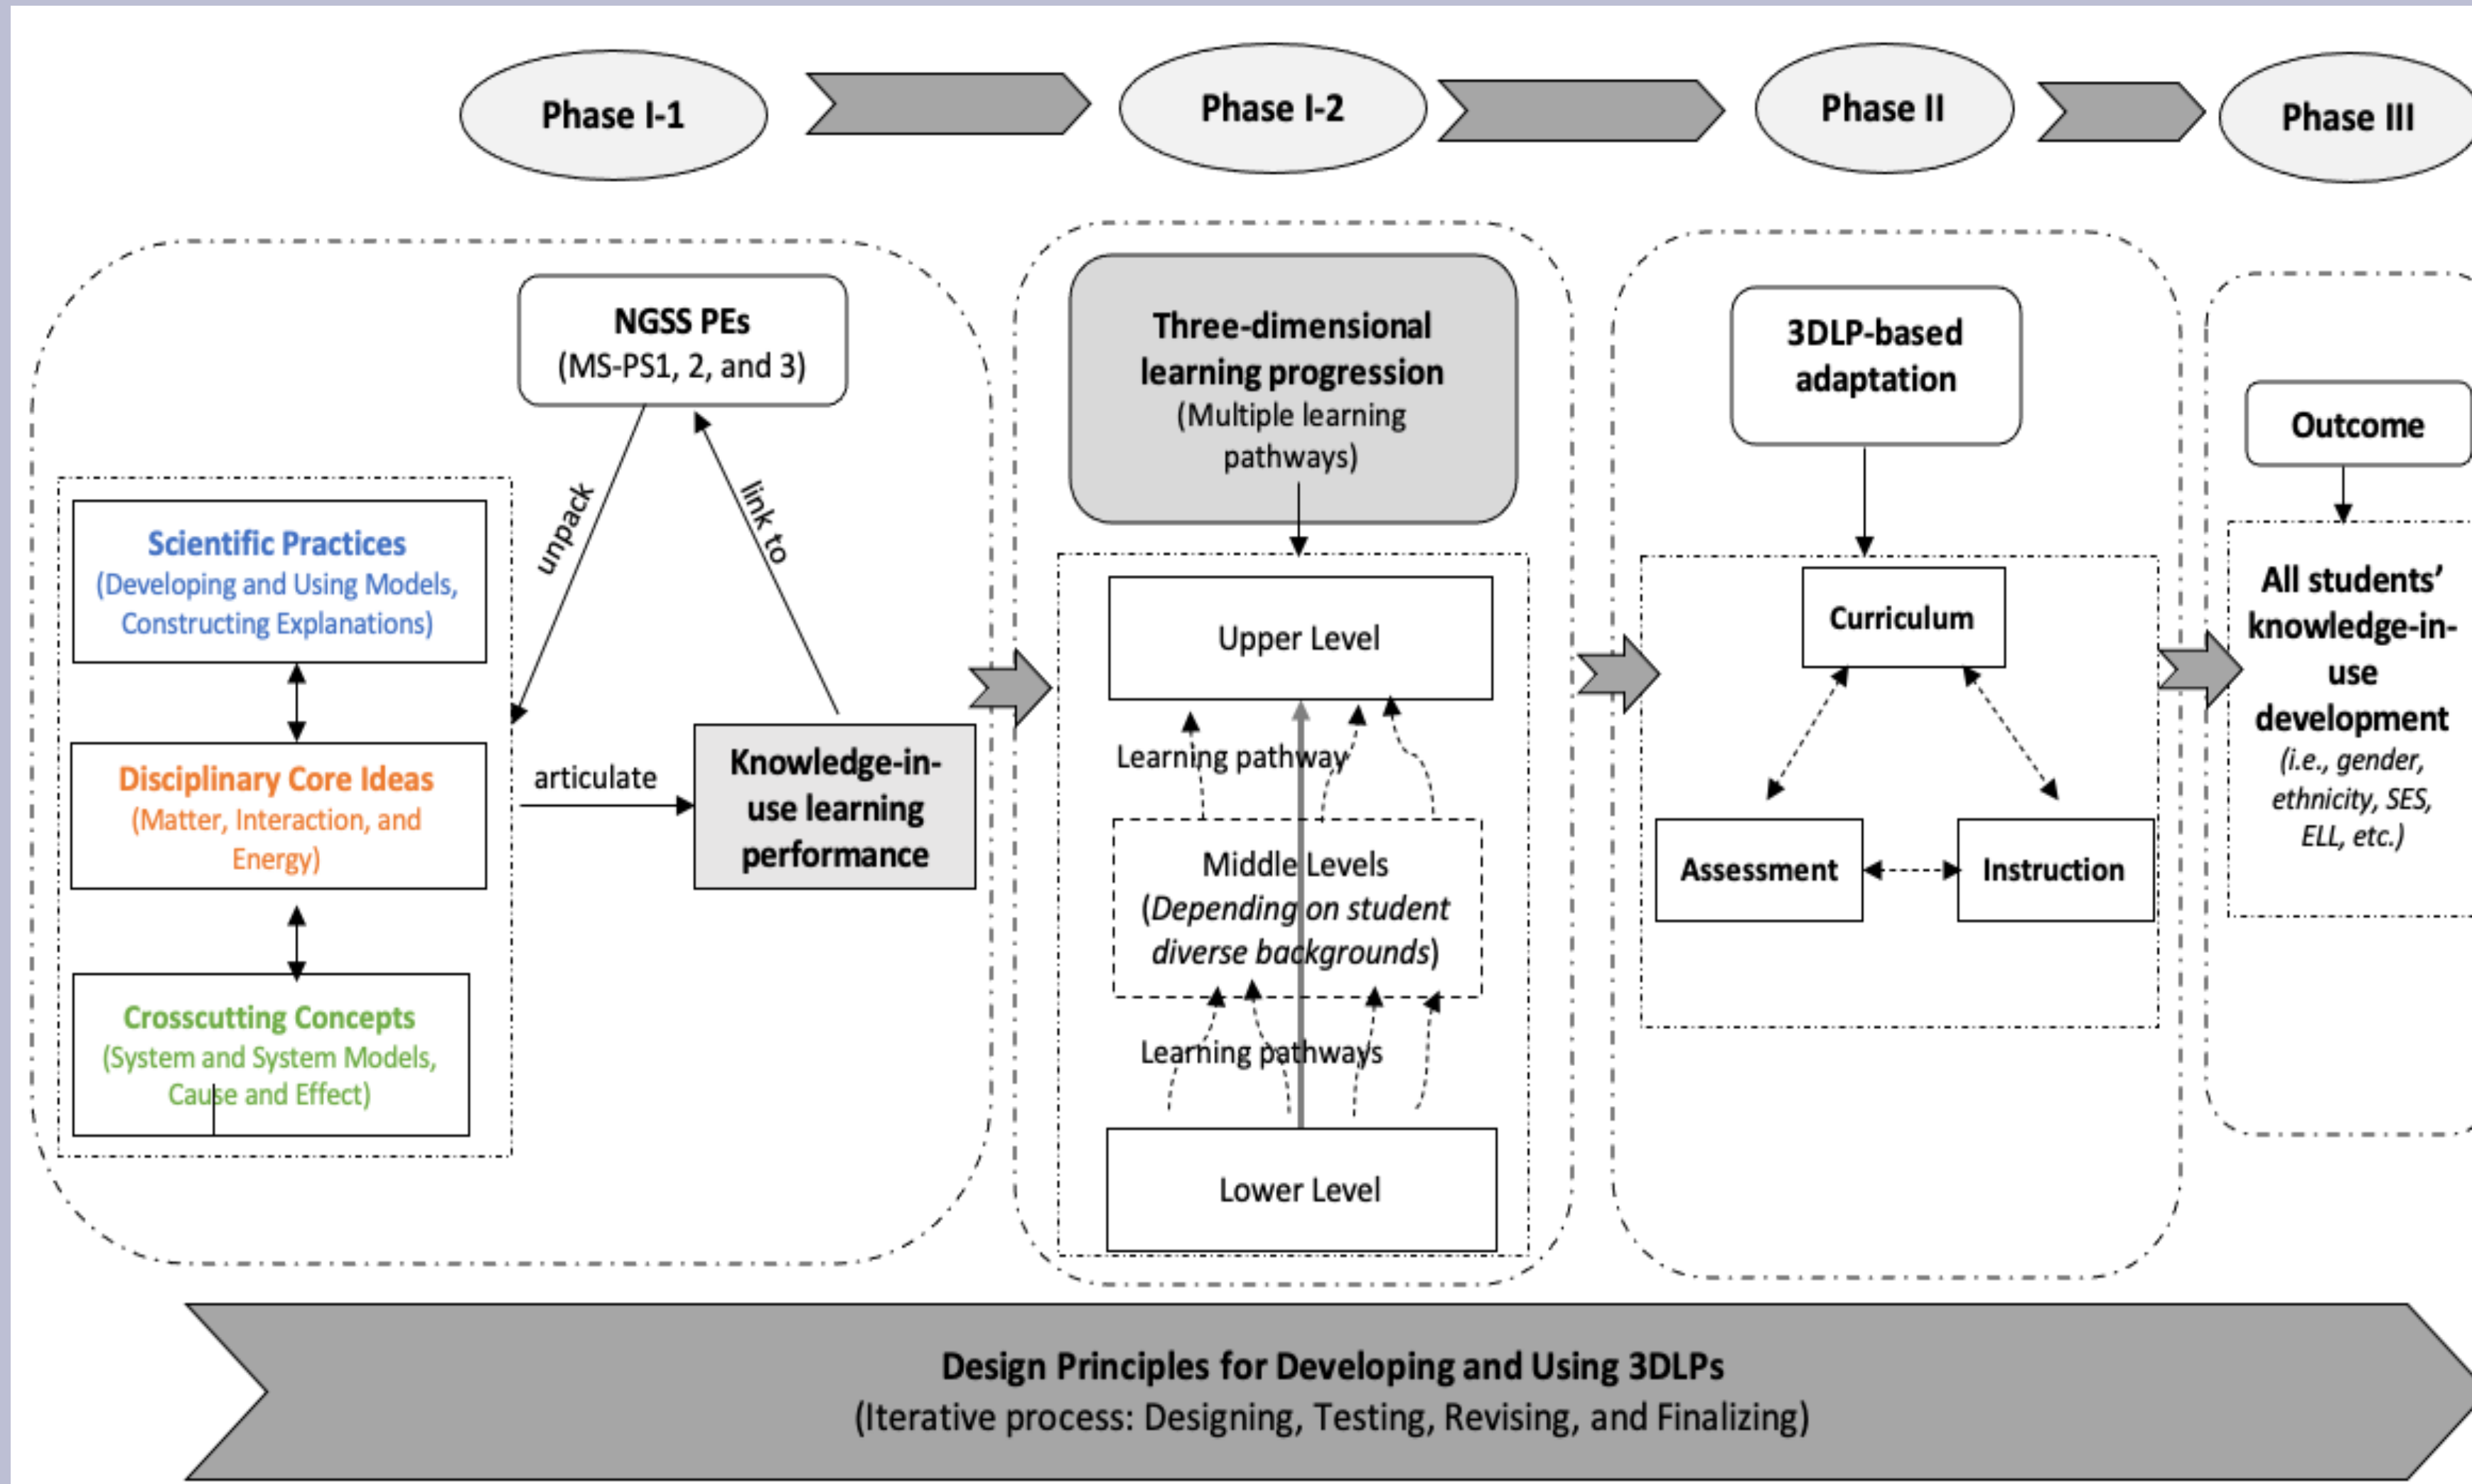 Phase I-1
Phase I-2
Phase II
Phase III
NGSS PEs
(MS-PS1, 2, and 3)
unpack
link to
Scientific Practices
(Developing and Using Models,
Constructing Explanations)
Disciplinary Core Ideas
(Matter, Interaction, and
Energy)
Crosscutting Concepts
(System and System Models,
Cause and Effect)
articulate
Knowledge-in-
use learning
performance
Three-dimensional
learning progression
(Multiple learning
pathways)
Upper Level
Learning pathway
Middle Levels
(Depending on student
diverse backgrounds)
Learning pathways
Lower Level
3DLP-based
adaptation
Curriculum
Assessment
Instruction
Outcome
All students’
knowledge-in-
use
development
(i.e., gender,
ethnicity, SES,
ELL, etc.)
Design Principles for Developing and Using 3DLPs
(Iterative process: Designing, Testing, Revising, and Finalizing)